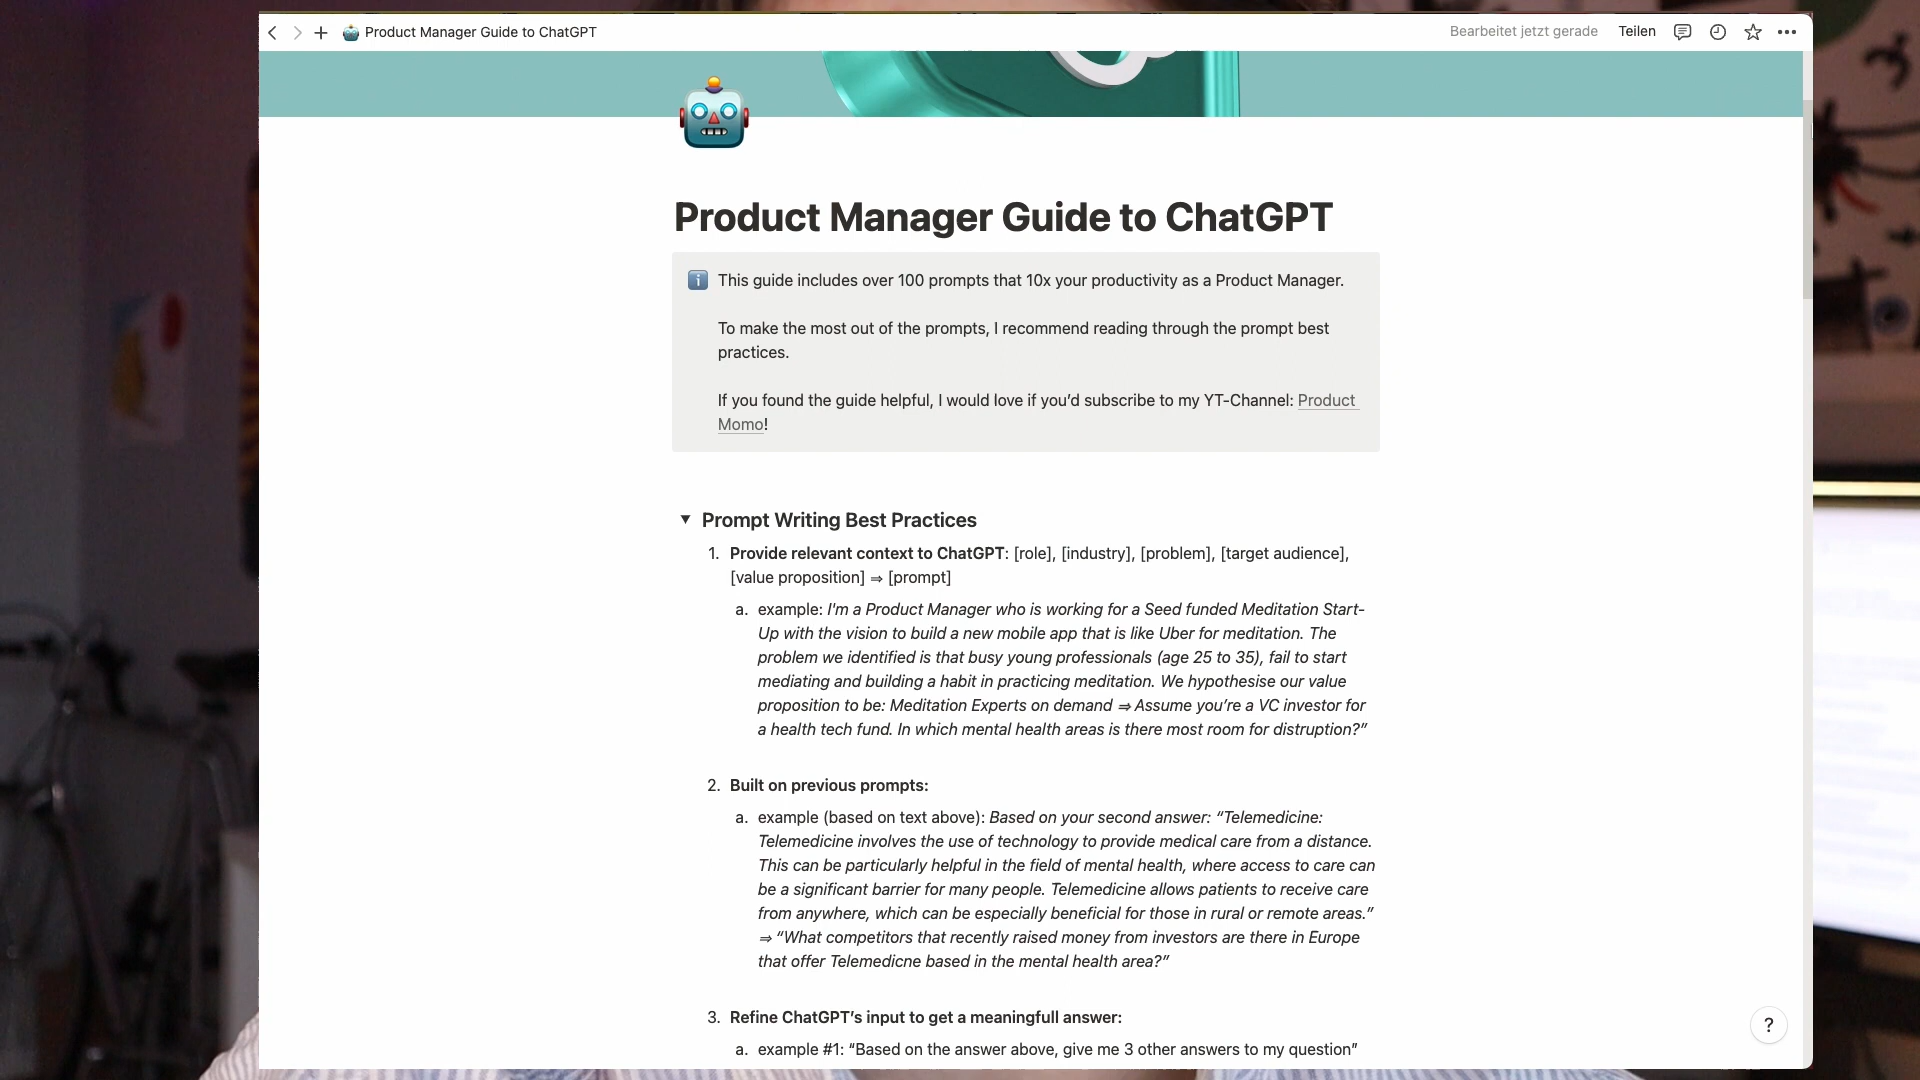 Product Manager Guide to ChatGPT
Bearbeitet jetzt gerade
Teilen
Product Manager Guide to ChatGPT
This guide includes over 100 prompts that 10x your productivity as a Product Manager.
To make the most out of the prompts, I recommend reading through the prompt best
practices.
If you found the guide helpful, I would love if you’d subscribe to my YT-Channel: Product
Momo!
Prompt Writing Best Practices
1. Provide relevant context to ChatGPT: [role], [industry], [problem], [target audience],
[value proposition] ⇒ [prompt]
a. example: I'm a Product Manager who is working for a Seed funded Meditation Start-
Up with the vision to build a new mobile app that is like Uber for meditation. The
problem we identified is that busy young professionals (age 25 to 35), fail to start
mediating and building a habit in practicing meditation. We hypothesise our value
proposition to be: Meditation Experts on demand ⇒ Assume you’re a VC investor for
a health tech fund. In which mental health areas is there most room for distruption?”
2. Built on previous prompts:
a. example (based on text above): Based on your second answer: “Telemedicine:
Telemedicine involves the use of technology to provide medical care from a distance.
This can be particularly helpful in the field of mental health, where access to care can
be a significant barrier for many people. Telemedicine allows patients to receive care
from anywhere, which can be especially beneficial for those in rural or remote areas.”
⇒ “What competitors that recently raised money from investors are there in Europe
that offer Telemedicne based in the mental health area?”
3. Refine ChatGPT’s input to get a meaningfull answer:
a. example #1: “Based on the answer above, give me 3 other answers to my question”
?